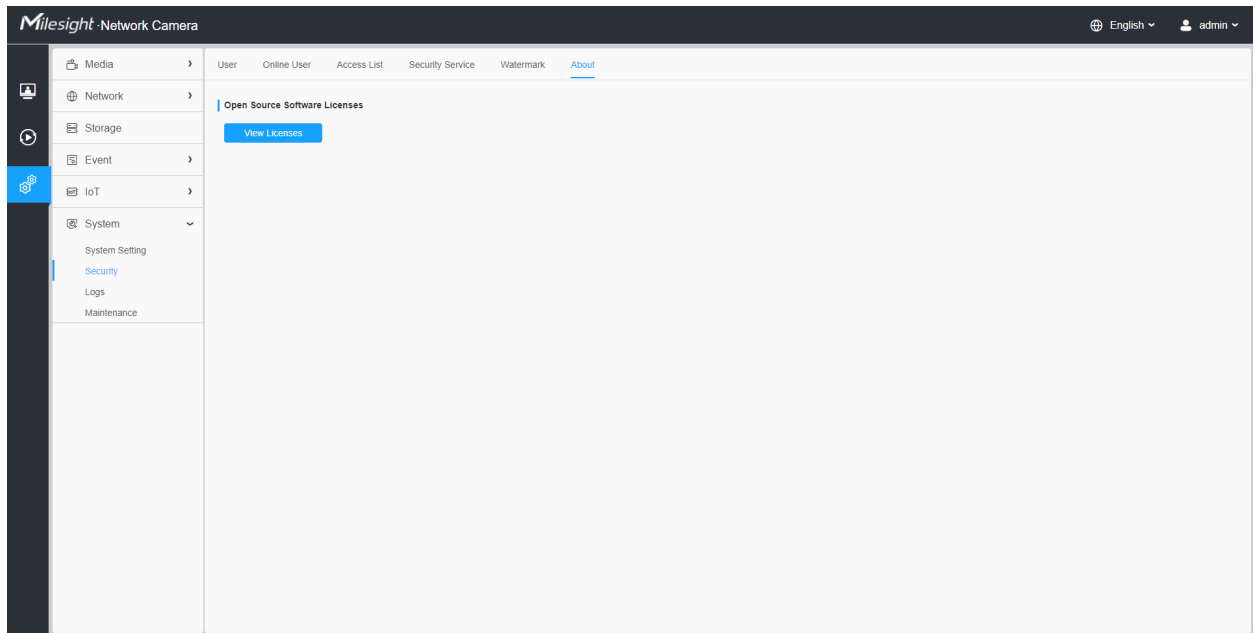 Milesight·Network Camera
English
admin
Media
Network
Storage
Event
IoT
System
System Setting
Security
Logs
Maintenance
User Online User Access List Security Service Watermark About
Open Source Software Licenses
View Licenses